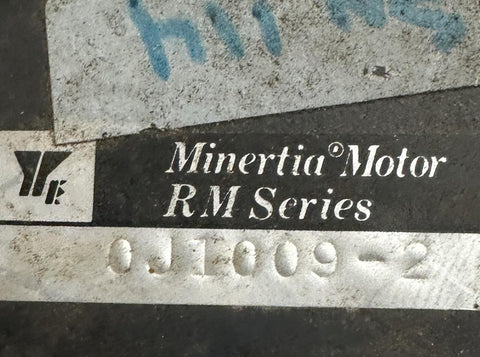 Minertia® Motor
RM Series
0J1009-2